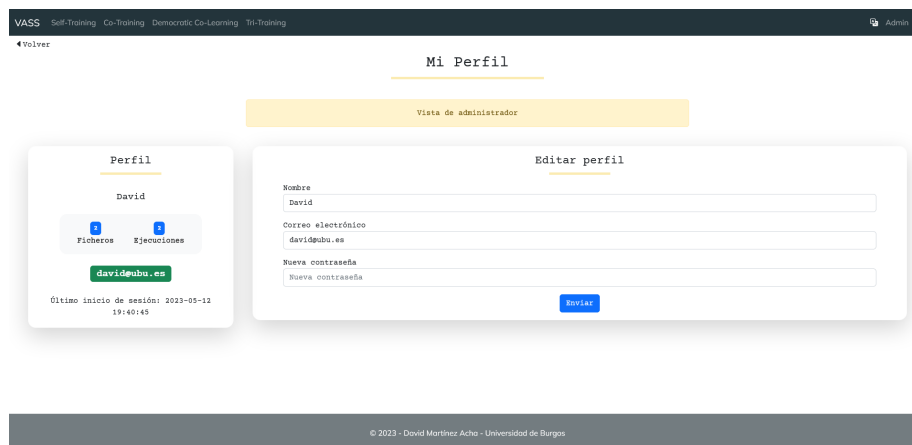 VASS Self-Training Co-Training Democratic Co-Learning Tri-Training Admin
Volver
Mi Perfil
Vista de administrador
Perfil
David
2 2
Ficheros Ejecuciones
david@ubu.es
Último inicio de sesión: 2023-05-12
19:40:45
Editar perfil
Nombre
David
Correo electrónico
david@ubu.es
Nueva contraseña
Nueva contraseña
Enviar
© 2023 - David Martínez Acha - Universidad de Burgos